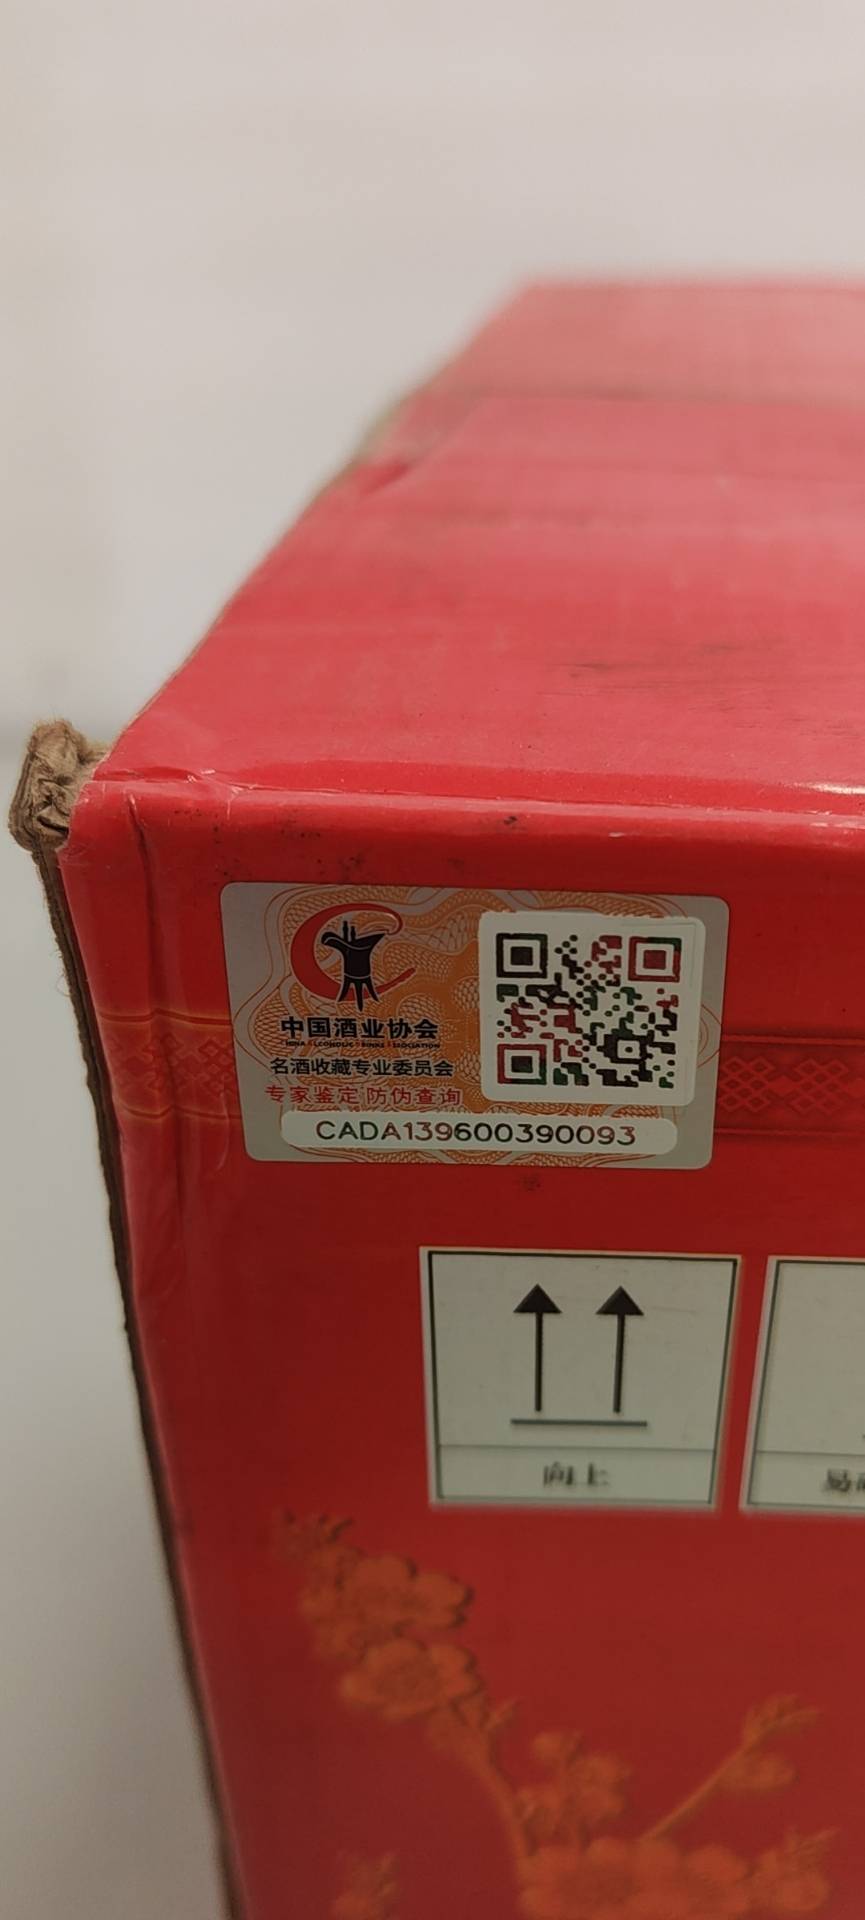 中国酒业协会
名酒收藏专业委员会
专家鉴定 防伪查询
CADA139600390093
向上